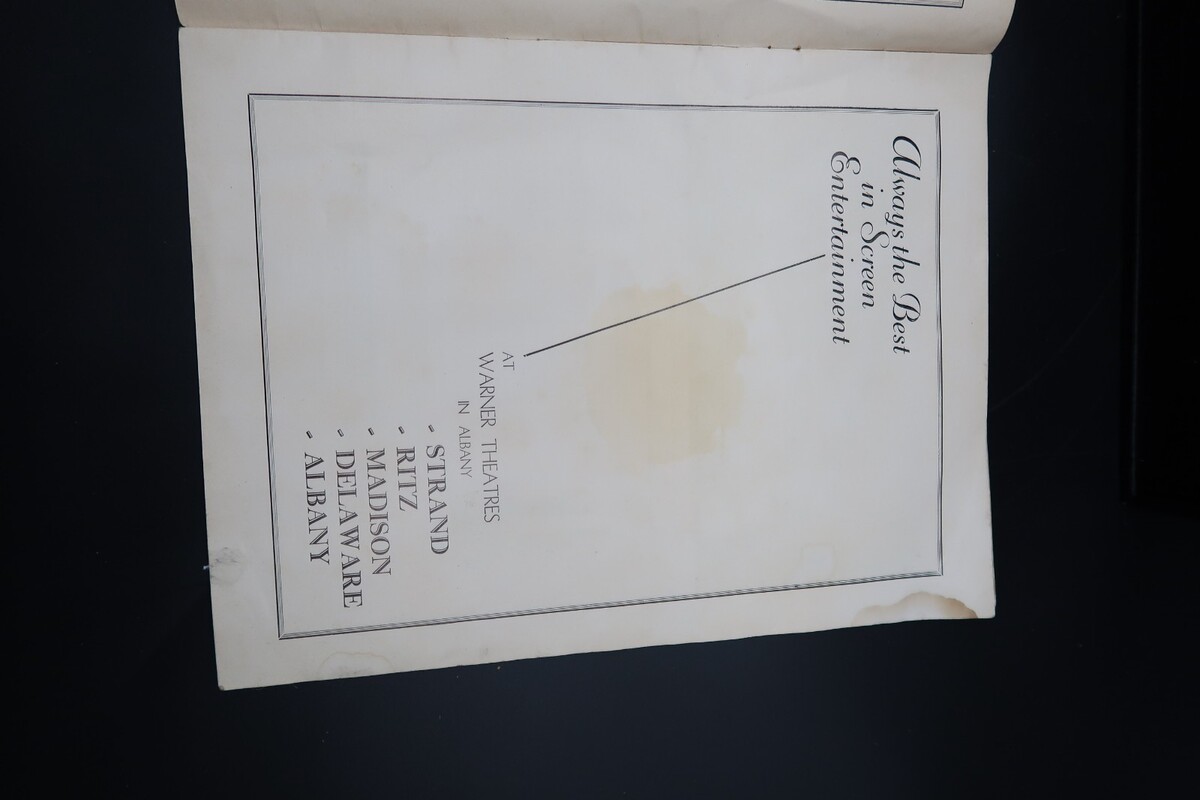 Always the Best
in Screen
Entertainment
AT
WARNER THEATRES
IN ALBANY
- STRAND
- RITZ
- MADISON
- DELAWARE
- ALBANY